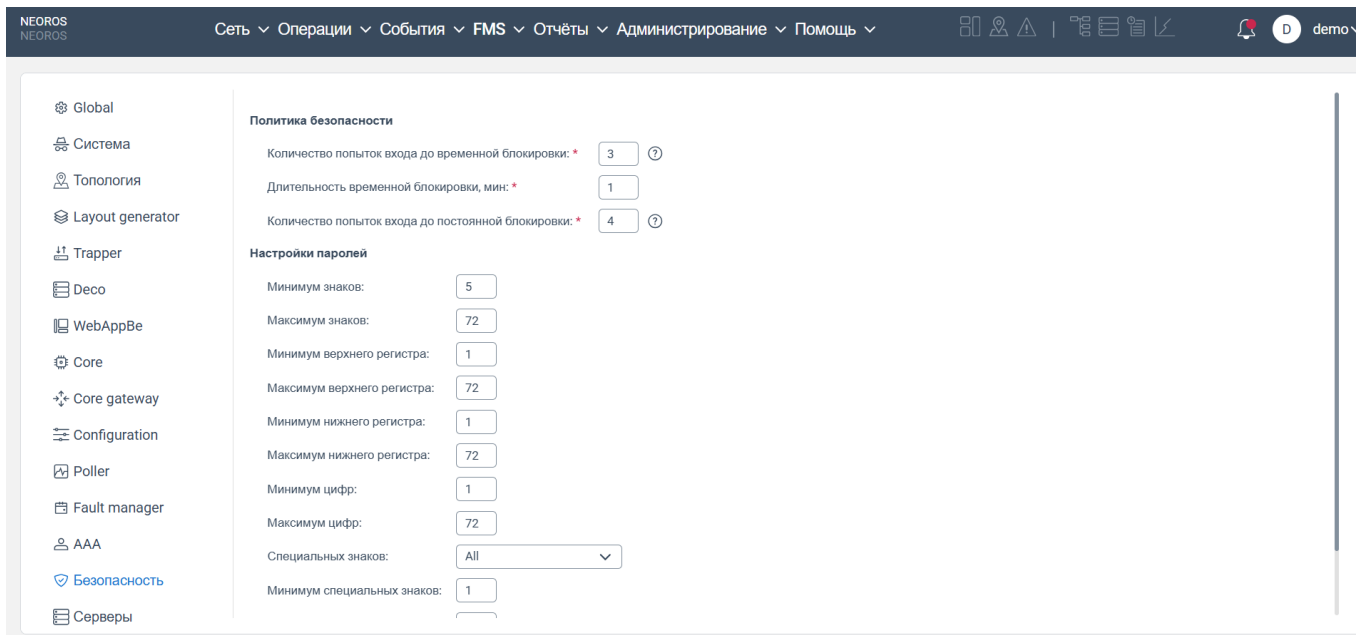 NEOROS
NEOROS
Сеть Операции События FMS Отчёты Администрирование Помощь
D demo
Global
Система
Топология
Layout generator
Trapper
Deco
WebAppBe
Core
Core gateway
Configuration
Poller
Fault manager
AAA
Безопасность
Серверы
Политика безопасности
Количество попыток входа до временной блокировки: * 3 ?
Длительность временной блокировки, мин: * 1
Количество попыток входа до постоянной блокировки: * 4 ?
Настройки паролей
Минимум знаков: 5
Максимум знаков: 72
Минимум верхнего регистра: 1
Максимум верхнего регистра: 72
Минимум нижнего регистра: 1
Максимум нижнего регистра: 72
Минимум цифр: 1
Максимум цифр: 72
Специальных знаков: All
Минимум специальных знаков: 1